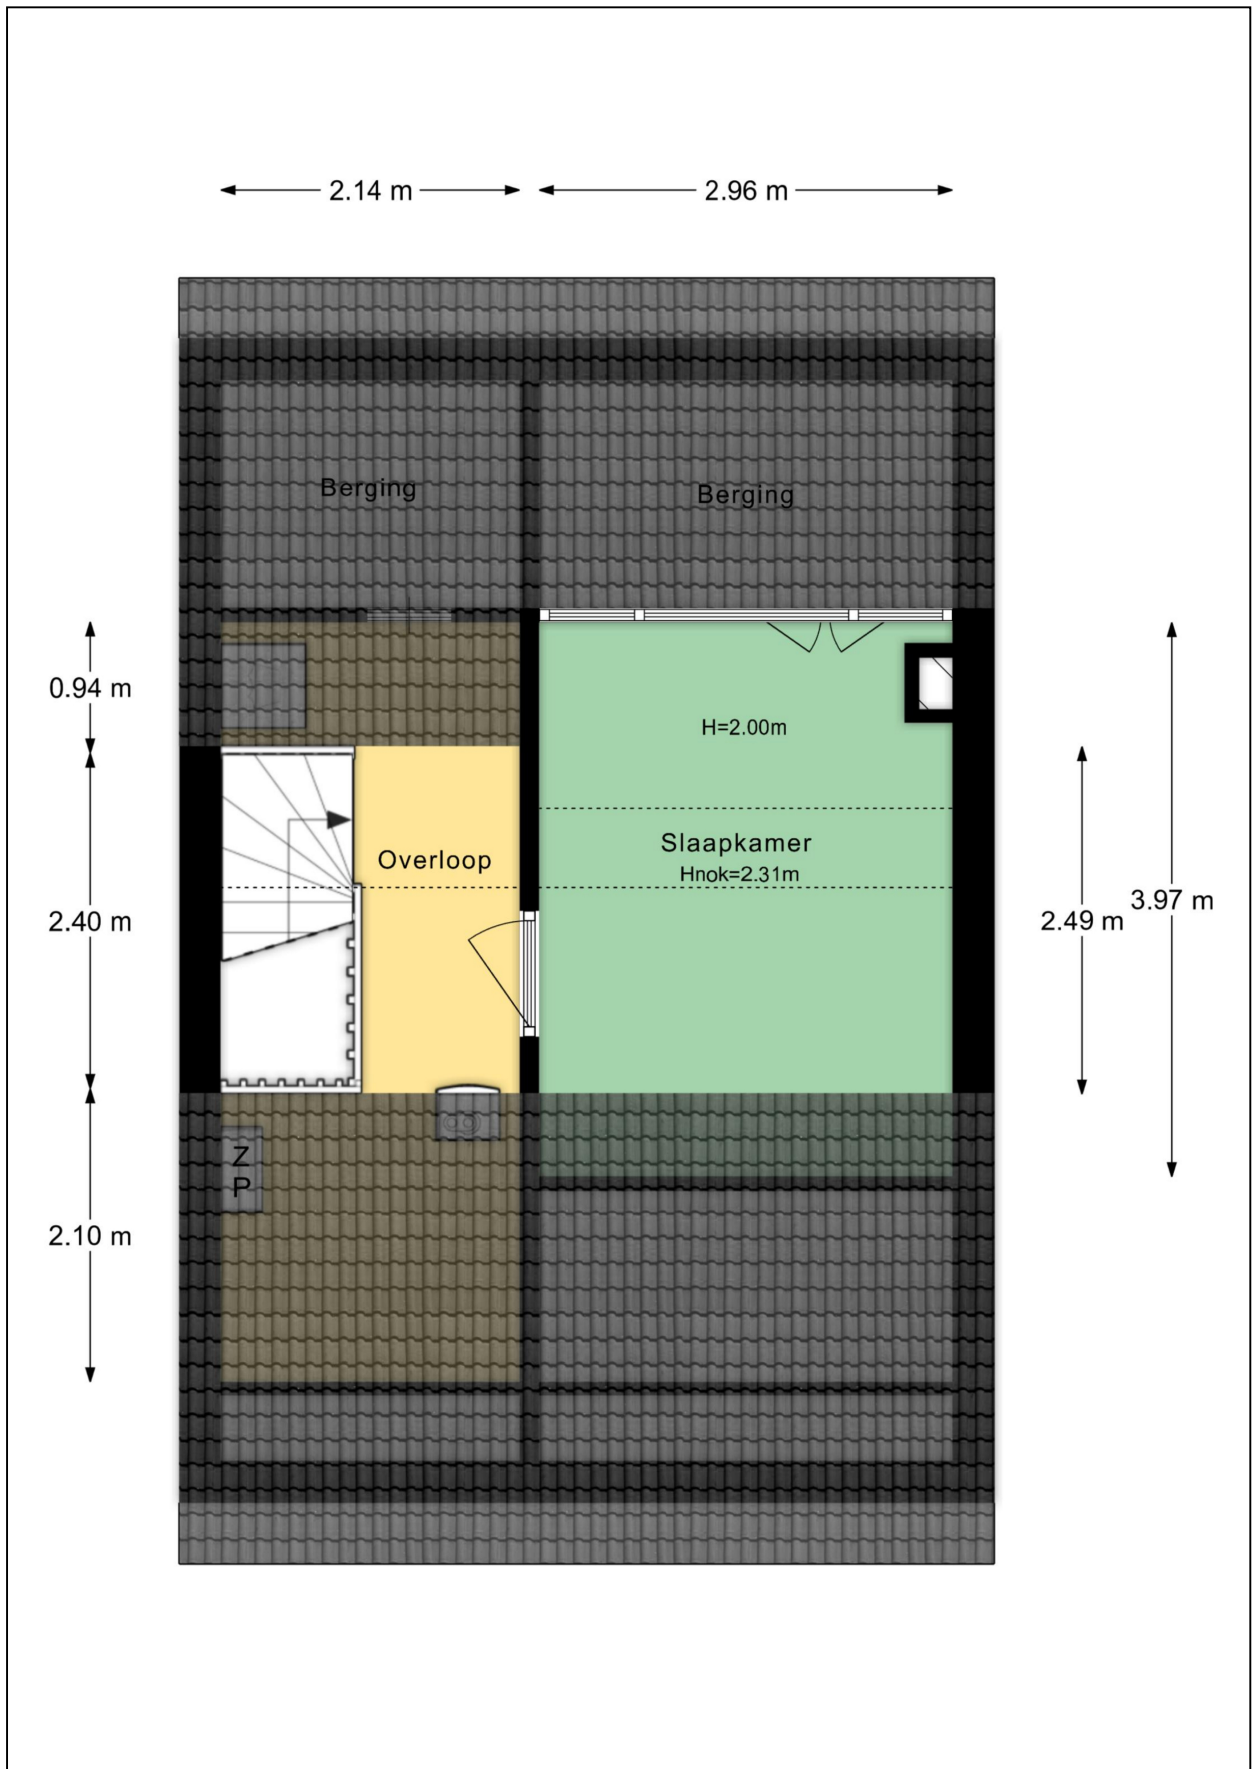 2.14 m
2.96 m
Berging
Berging
0.94 m
H=2.00m
Slaapkamer
Hnok=2.31m
Overloop
3.97 m
2.40 m
2.49 m
Z
P
2.10 m